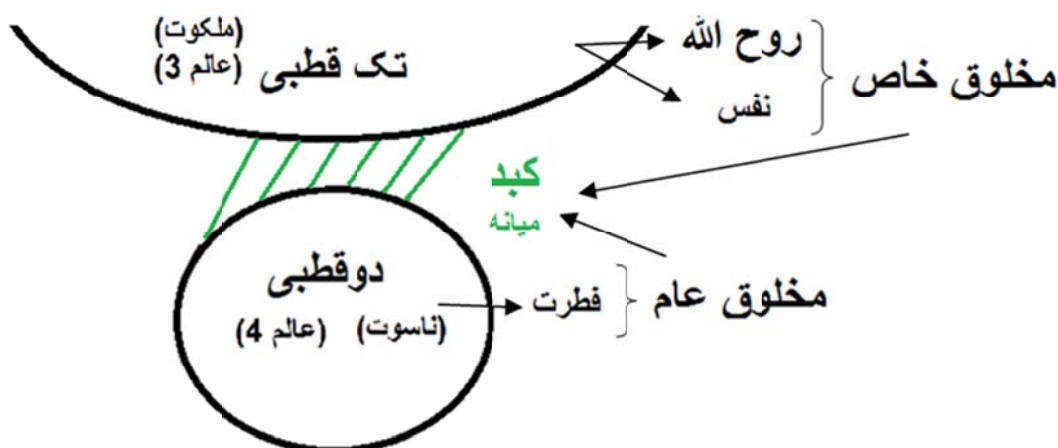 (ملکوت)
(عالم 3)
تک قطبی
روح الله
نفس
مخلوق خاص
کبد
میانه
دوقطبی
(ناسوت) (عالم 4)
فطرت
مخلوق عام